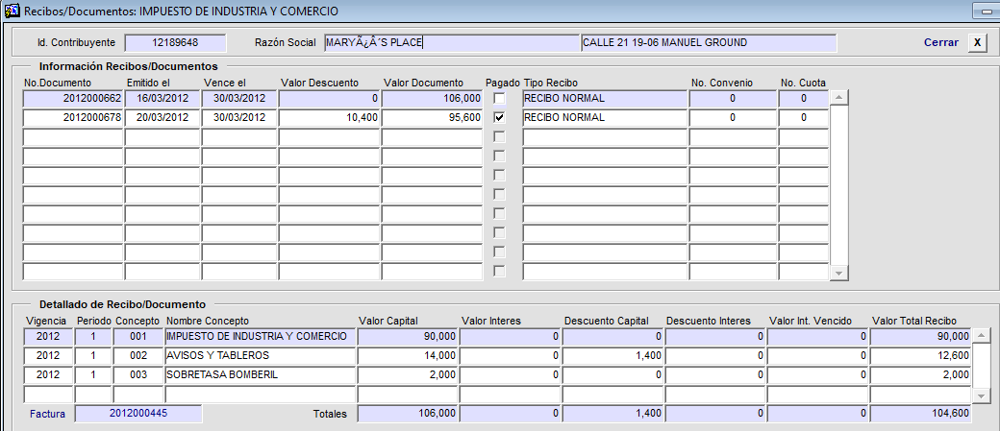 Recibos/Documentos: IMPUESTO DE INDUSTRIA Y COMERCIO
Id. Contribuyente 12189648 Razón Social MARYÃ¿Â´S PLACE CALLE 21 19-06 MANUEL GROUND Cerrar X
Información Recibos/Documentos
No.Documento Emitido el Vence el Valor Descuento Valor Documento Pagado Tipo Recibo No. Convenio No. Cuota
2012000662 16/03/2012 30/03/2012 0 106,000 RECIBO NORMAL 0 0
2012000678 20/03/2012 30/03/2012 10,400 95,600 RECIBO NORMAL 0 0
Detallado de Recibo/Documento
Vigencia Periodo Concepto Nombre Concepto Valor Capital Valor Interes Descuento Capital Descuento Interes Valor Int. Vencido Valor Total Recibo
2012 1 001 IMPUESTO DE INDUSTRIA Y COMERCIO 90,000 0 0 0 0 90,000
2012 1 002 AVISOS Y TABLEROS 14,000 0 1,400 0 0 12,600
2012 1 003 SOBRETASA BOMBERIL 2,000 0 0 0 0 2,000
Factura 2012000445 Totales 106,000 0 1,400 0 0 104,600